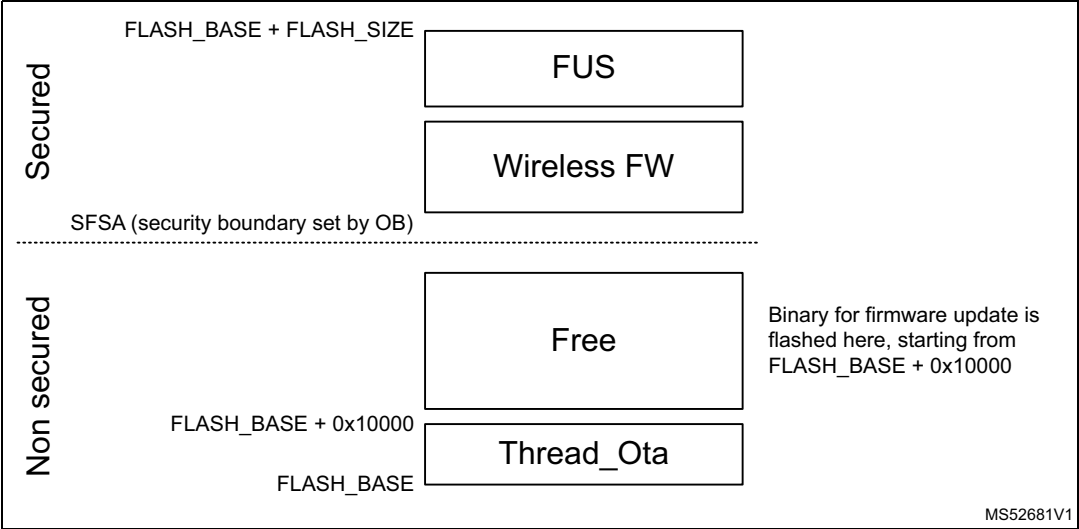 FLASH_BASE + FLASH_SIZE
FUS
Secured
Wireless FW
SFSA (security boundary set by OB)
Non secured
Free
Binary for firmware update is
flashed here, starting from
FLASH_BASE + 0x10000
FLASH_BASE + 0x10000
Thread_Ota
FLASH_BASE
MS52681V1